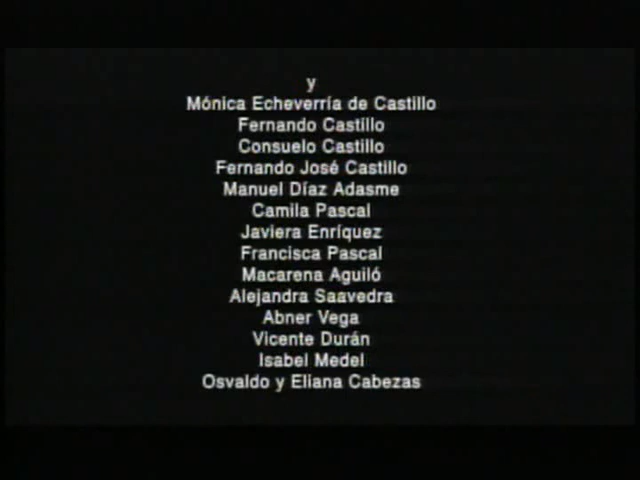 y
Mónica Echeverría de Castillo
Fernando Castillo
Consuelo Castillo
Fernando José Castillo
Manuel Díaz Adasme
Camila Pascal
Javiera Enríquez
Francisca Pascal
Macarena Aguiló
Alejandra Saavedra
Abner Vega
Vicente Durán
Isabel Medel
Osvaldo y Eliana Cabezas